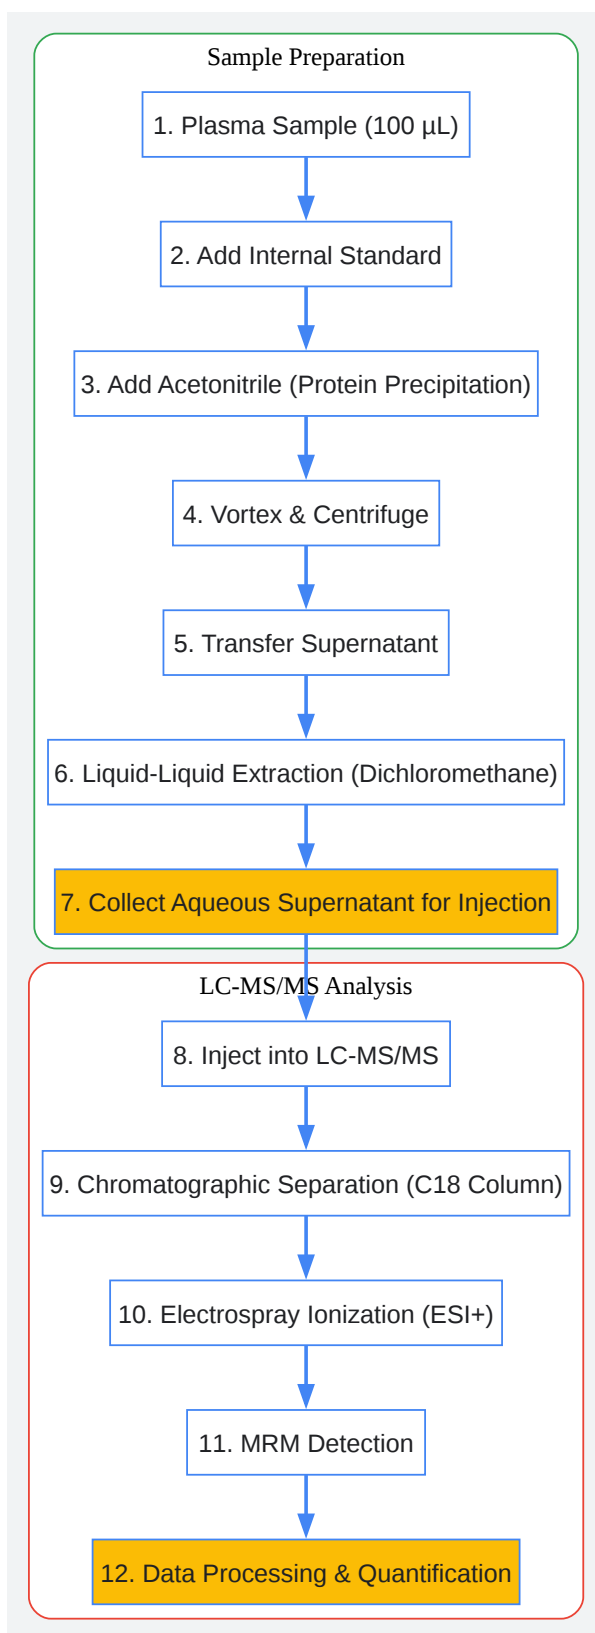 Sample Preparation
1. Plasma Sample (100 µL)
2. Add Internal Standard
3. Add Acetonitrile (Protein Precipitation)
4. Vortex & Centrifuge
5. Transfer Supernatant
6. Liquid-Liquid Extraction (Dichloromethane)
7. Collect Aqueous Supernatant for Injection
LC-MS/MS Analysis
8. Inject into LC-MS/MS
9. Chromatographic Separation (C18 Column)
10. Electrospray Ionization (ESI+)
11. MRM Detection
12. Data Processing & Quantification